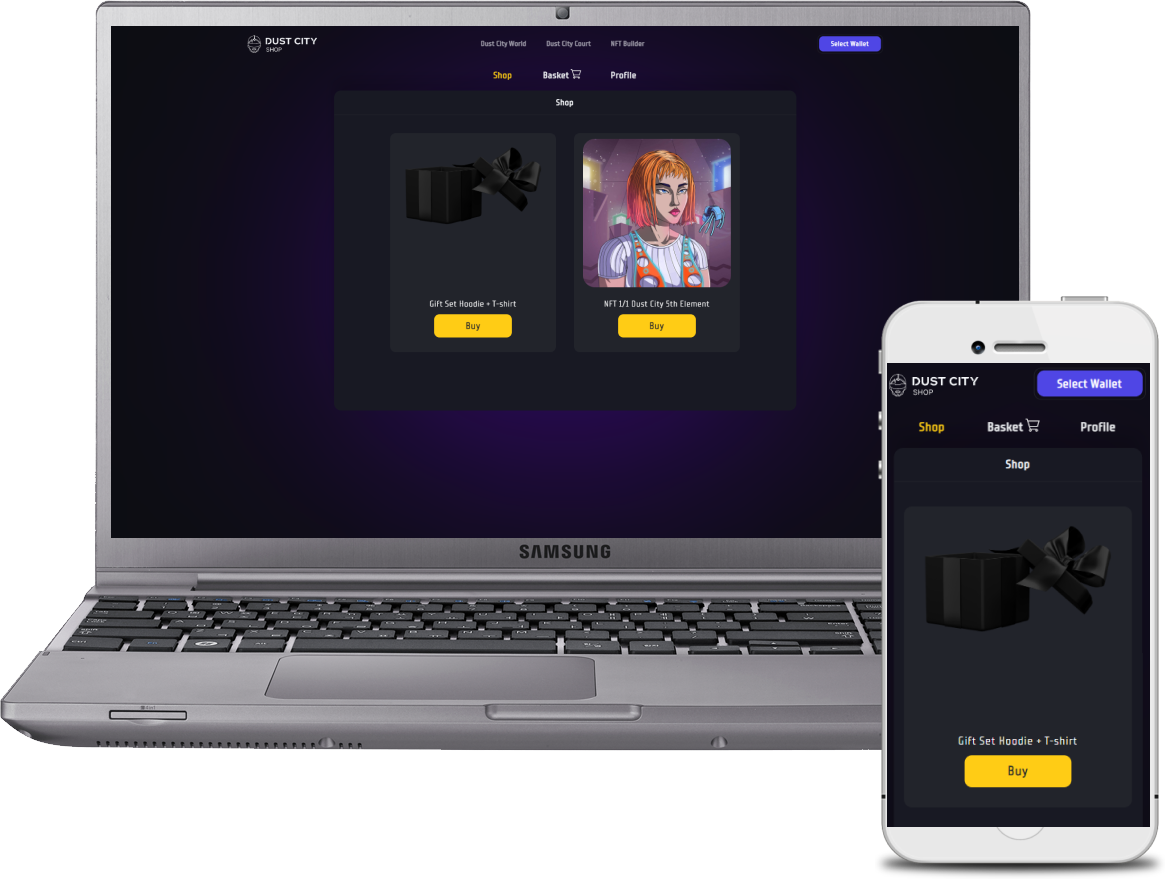 DUST CITY
SHOP
Dust City World
Dust City Court
NFT Builder
Select Wallet
Shop
Basket
Profile
Shop
Gift Set Hoodie + T-shirt
NFT 1/1 Dust City 5th Element
Buy
Buy
SAMSUNG
DUST CITY
SHOP
Select Wallet
Shop
Basket
Profile
Shop
Gift Set Hoodie + T-shirt
Buy